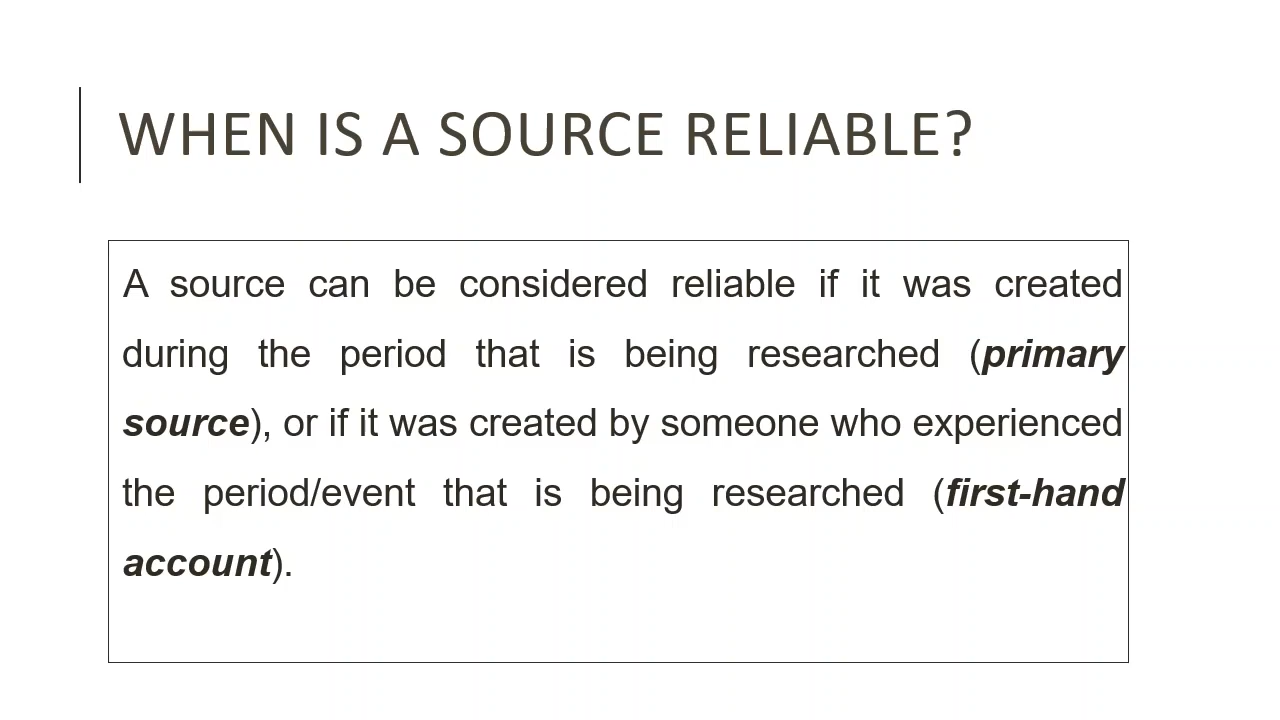 WHEN IS A SOURCE RELIABLE?
A source can be considered reliable if it was created
during the period that is being researched (primary
source), or if it was created by someone who experienced
the period/event that is being researched (first-hand
account).